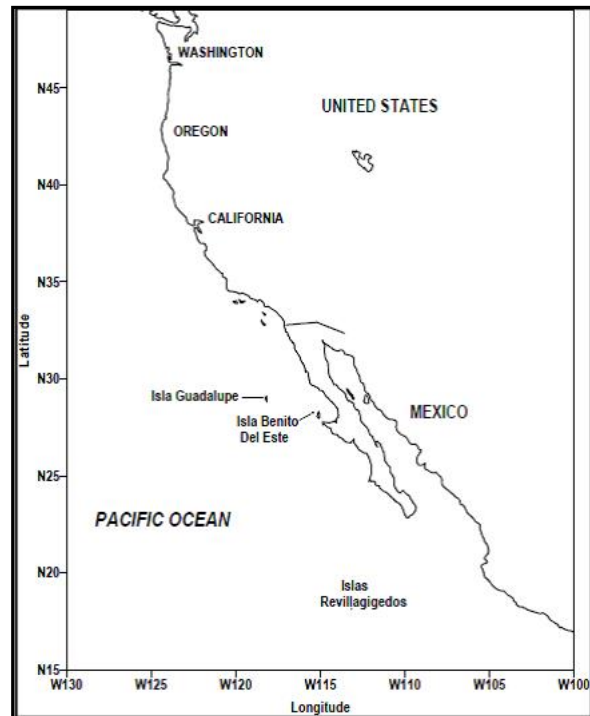 WASHINGTON
N45
UNITED STATES
OREGON
N40
CALIFORNIA
N35
Latitude
N30
Isla Guadalupe
MEXICO
Isla Benito
Del Este
N25
PACIFIC OCEAN
N20
Islas
Revillagigedos
N15
W130 W125 W120 W115 W110 W105 W100
Longitude